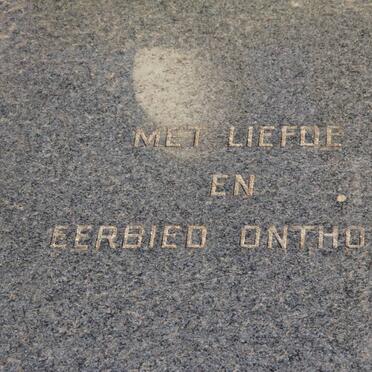 MET LIEFDE
EN
EERBIED ONTHO